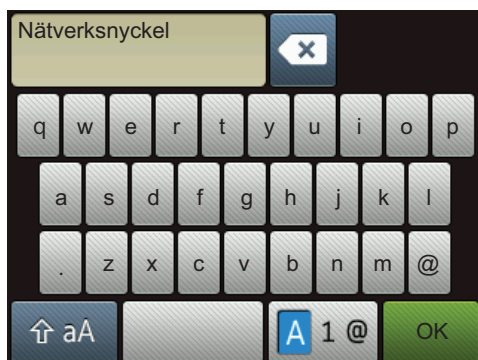 Nätverksnyckel
q w e r t y u i o p
a s d f g h j k l
. z x c v b n m @
aA A 1 @ OK